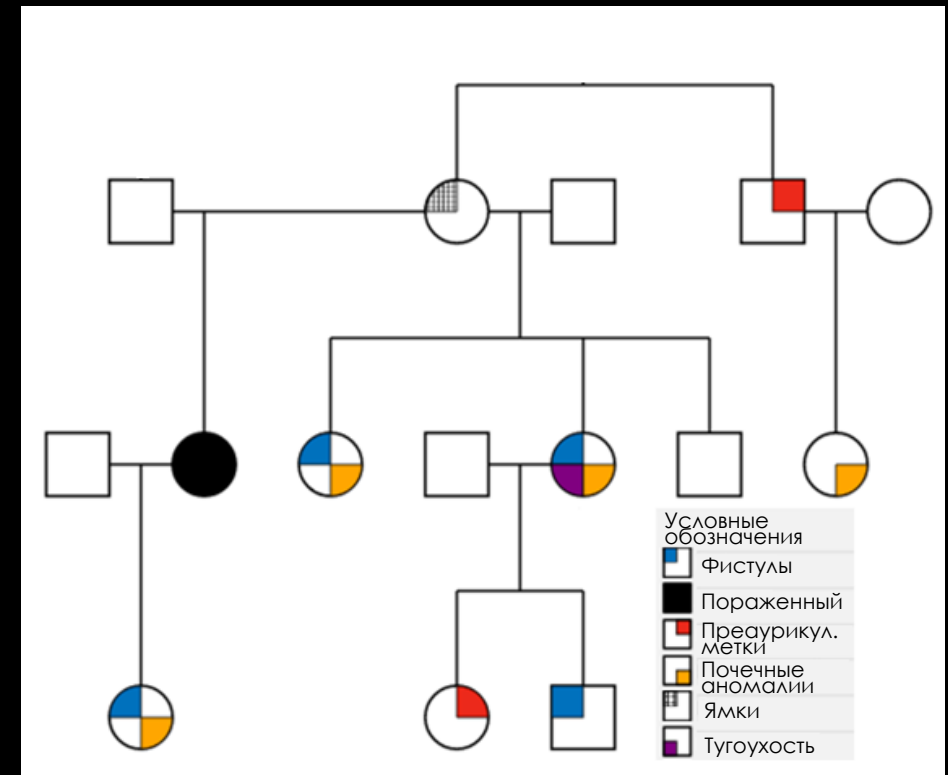 Условные
обозначения
Фистулы
Пораженный
Преаурикул.
метки
Почечные
аномалии
Ямки
Тугоухость